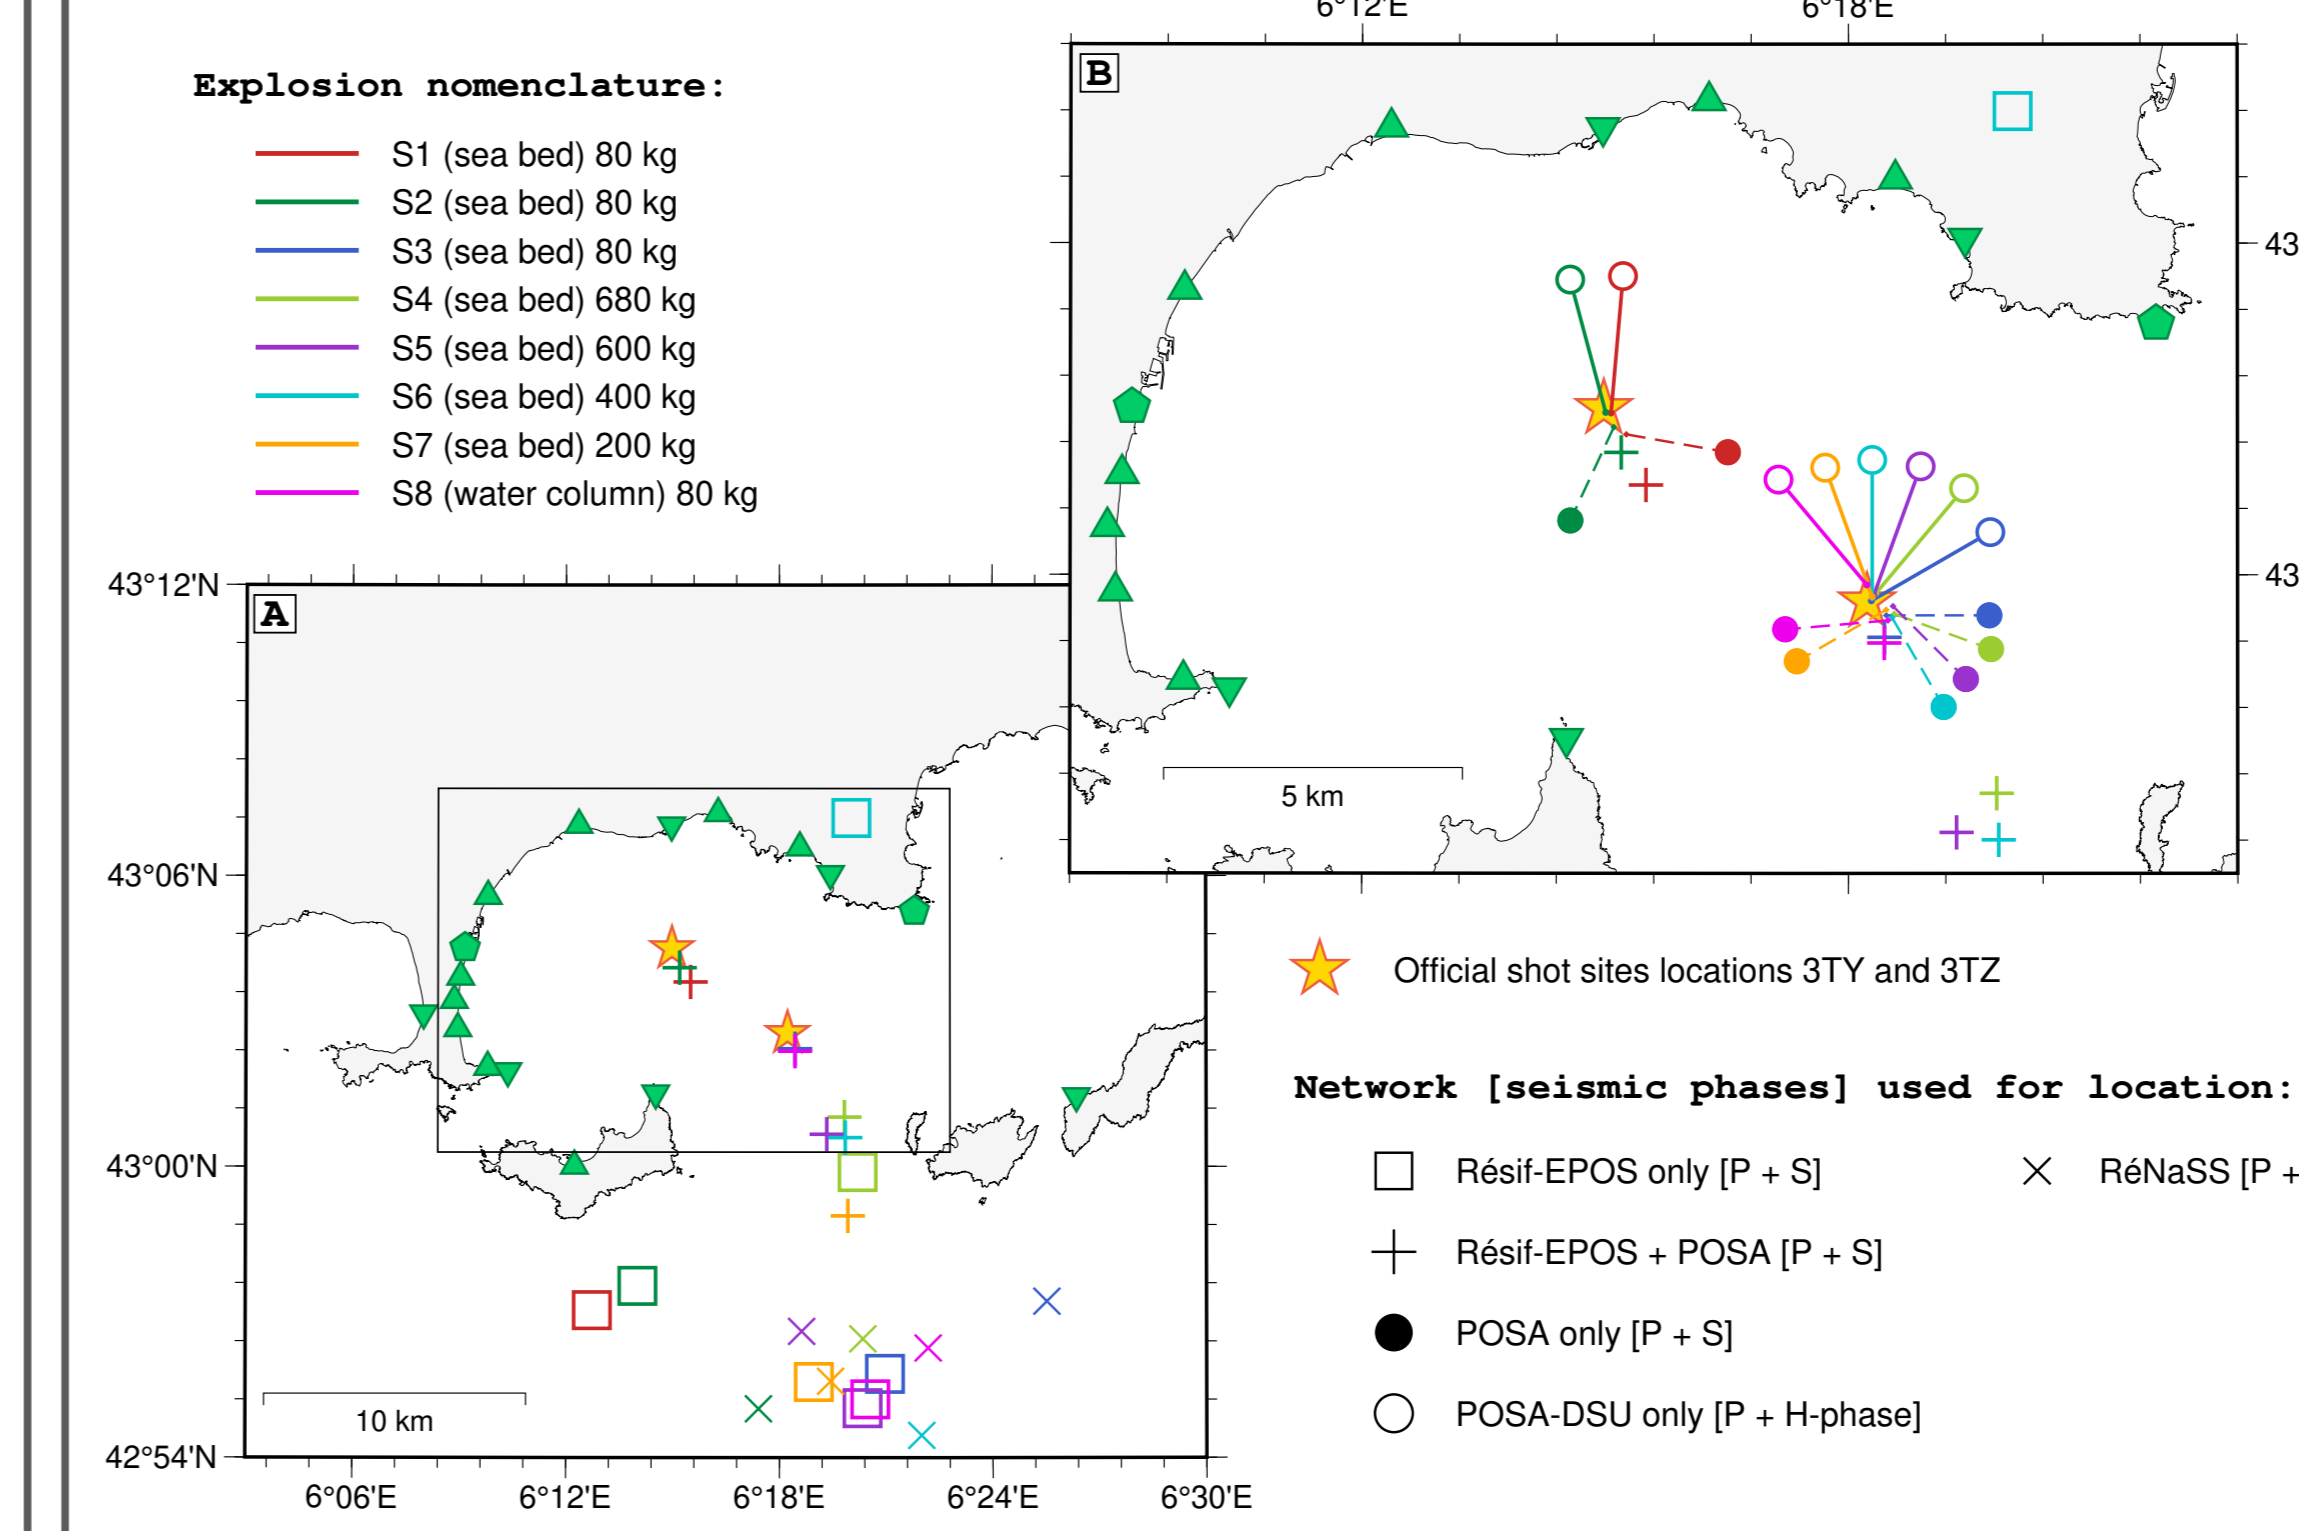 6°12'E 6°18'E
B
Explosion nomenclature:
S1 (sea bed) 80 kg
S2 (sea bed) 80 kg
S3 (sea bed) 80 kg
S4 (sea bed) 680 kg
S5 (sea bed) 600 kg
S6 (sea bed) 400 kg
S7 (sea bed) 200 kg
S8 (water column) 80 kg
43
43
5 km
43°12'N
A
43°06'N
43°00'N
42°54'N
10 km
6°06'E 6°12'E 6°18'E 6°24'E 6°30'E
Official shot sites locations 3TY and 3TZ
Network [seismic phases] used for location:
Résif-EPOS only [P + S] RéNaSS [P +
Résif-EPOS + POSA [P + S]
POSA only [P + S]
POSA-DSU only [P + H-phase]